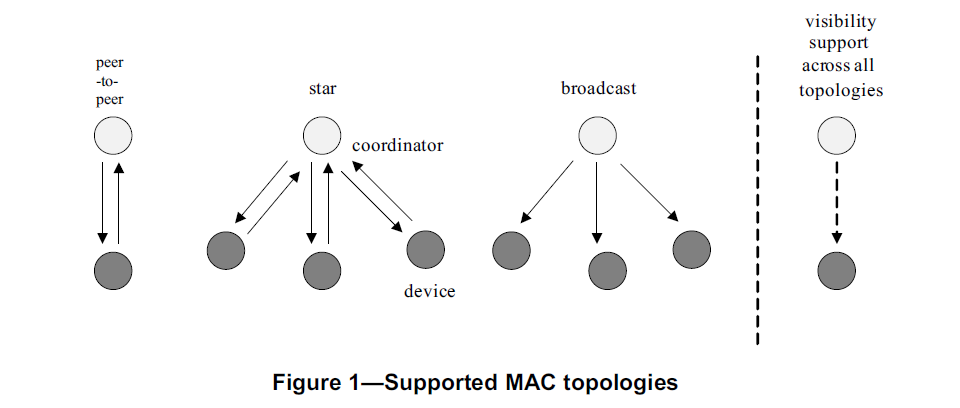 peer
-to-
peer
star
coordinator
device
broadcast
visibility
support
across all
topologies
Figure 1—Supported MAC topologies